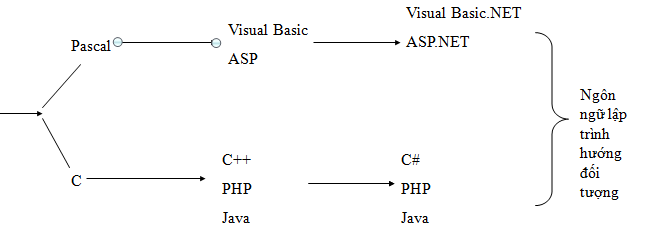 Pascal
Visual Basic
ASP
Visual Basic.NET
ASP.NET
C
C++
PHP
Java
C#
PHP
Java
Ngôn
ngữ lập
trình
hướng
đối
tượng